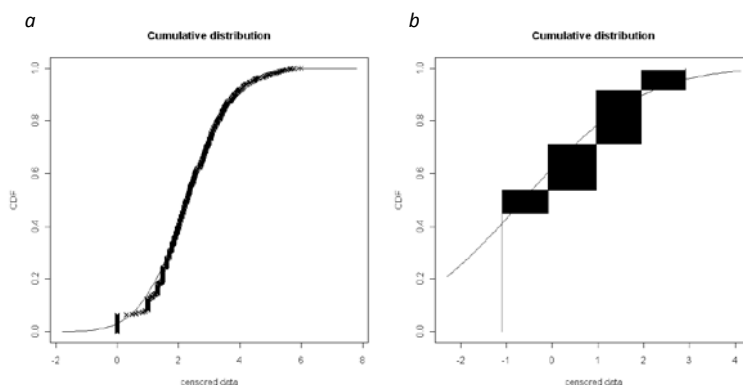 a
b
Cumulative distribution
Cumulative distribution
CDF
0.0 0.2 0.4 0.6 0.8 1.0
-2 0 2 4 6 8
censored data
CDF
0.0 0.2 0.4 0.6 0.8 1.0
-2 -1 0 1 2 3 4
censored data